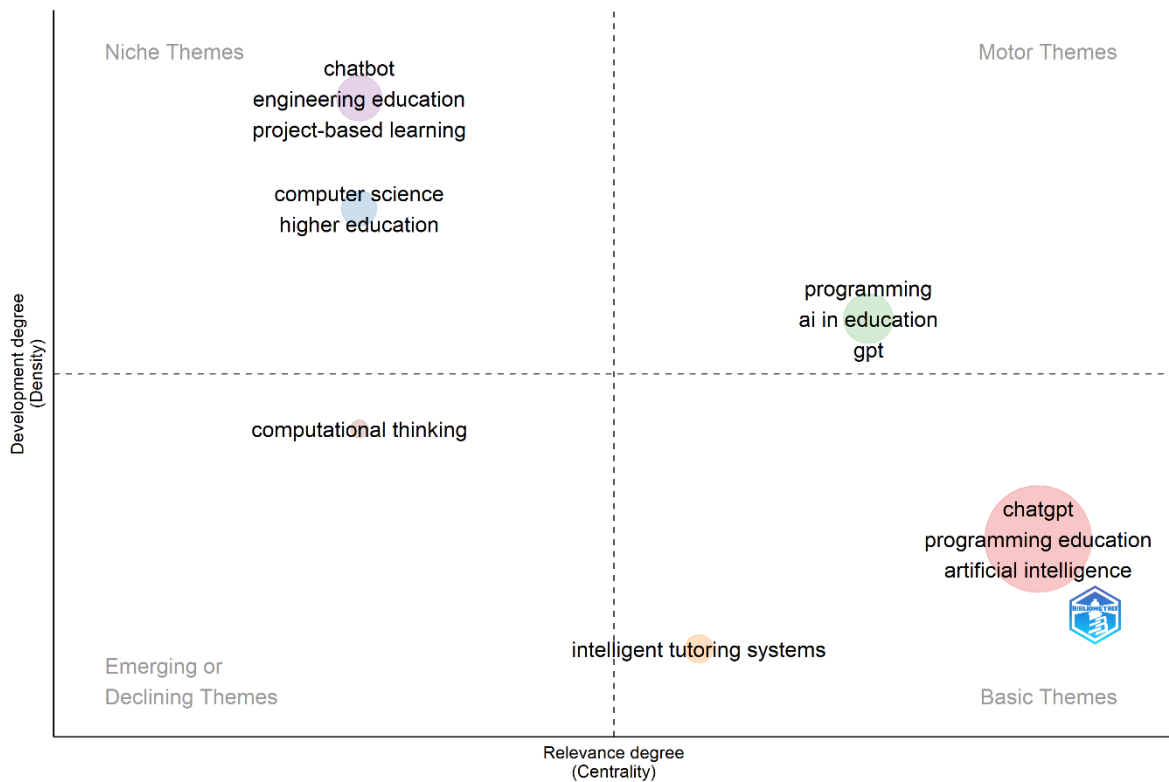 Niche Themes
Motor Themes
chatbot
engineering education
project-based learning
computer science
higher education
programming
ai in education
gpt
Development degree
(Density)
computational thinking
chatgpt
programming education
artificial intelligence
BIBLIOMETRIX
intelligent tutoring systems
Emerging or
Declining Themes
Basic Themes
Relevance degree
(Centrality)